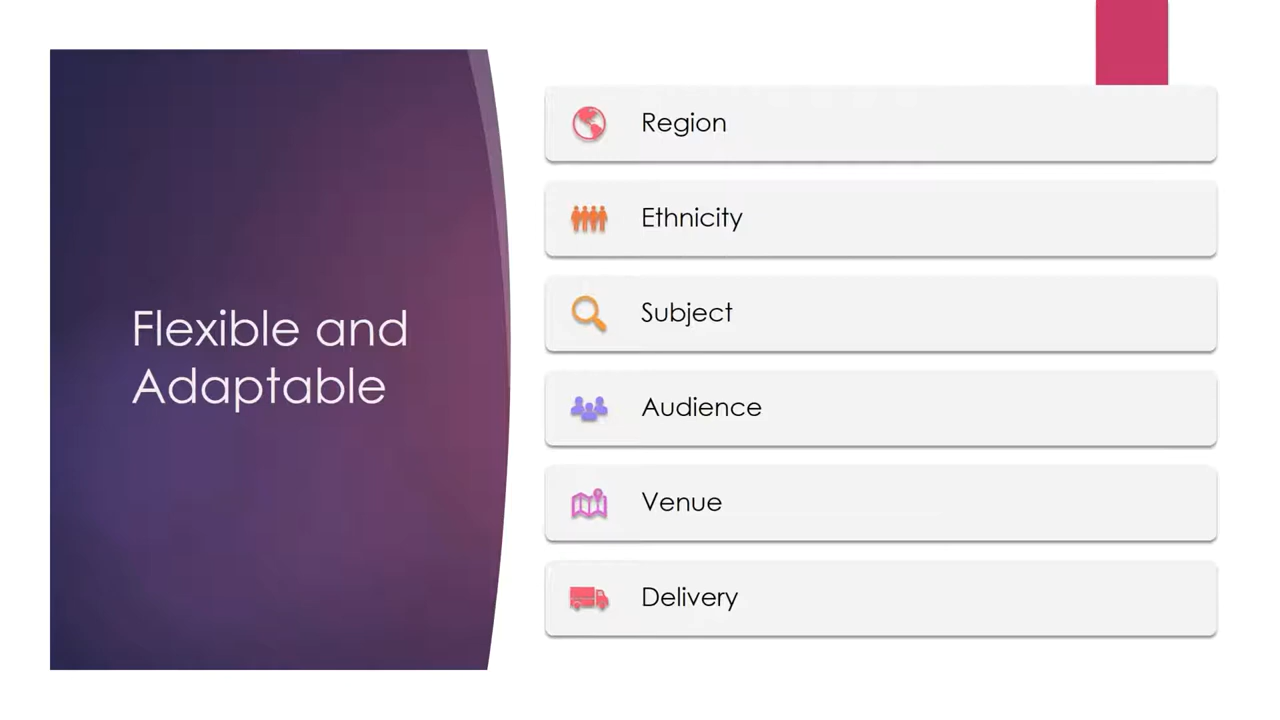 Flexible and
Adaptable
Region
Ethnicity
Subject
Audience
Venue
Delivery